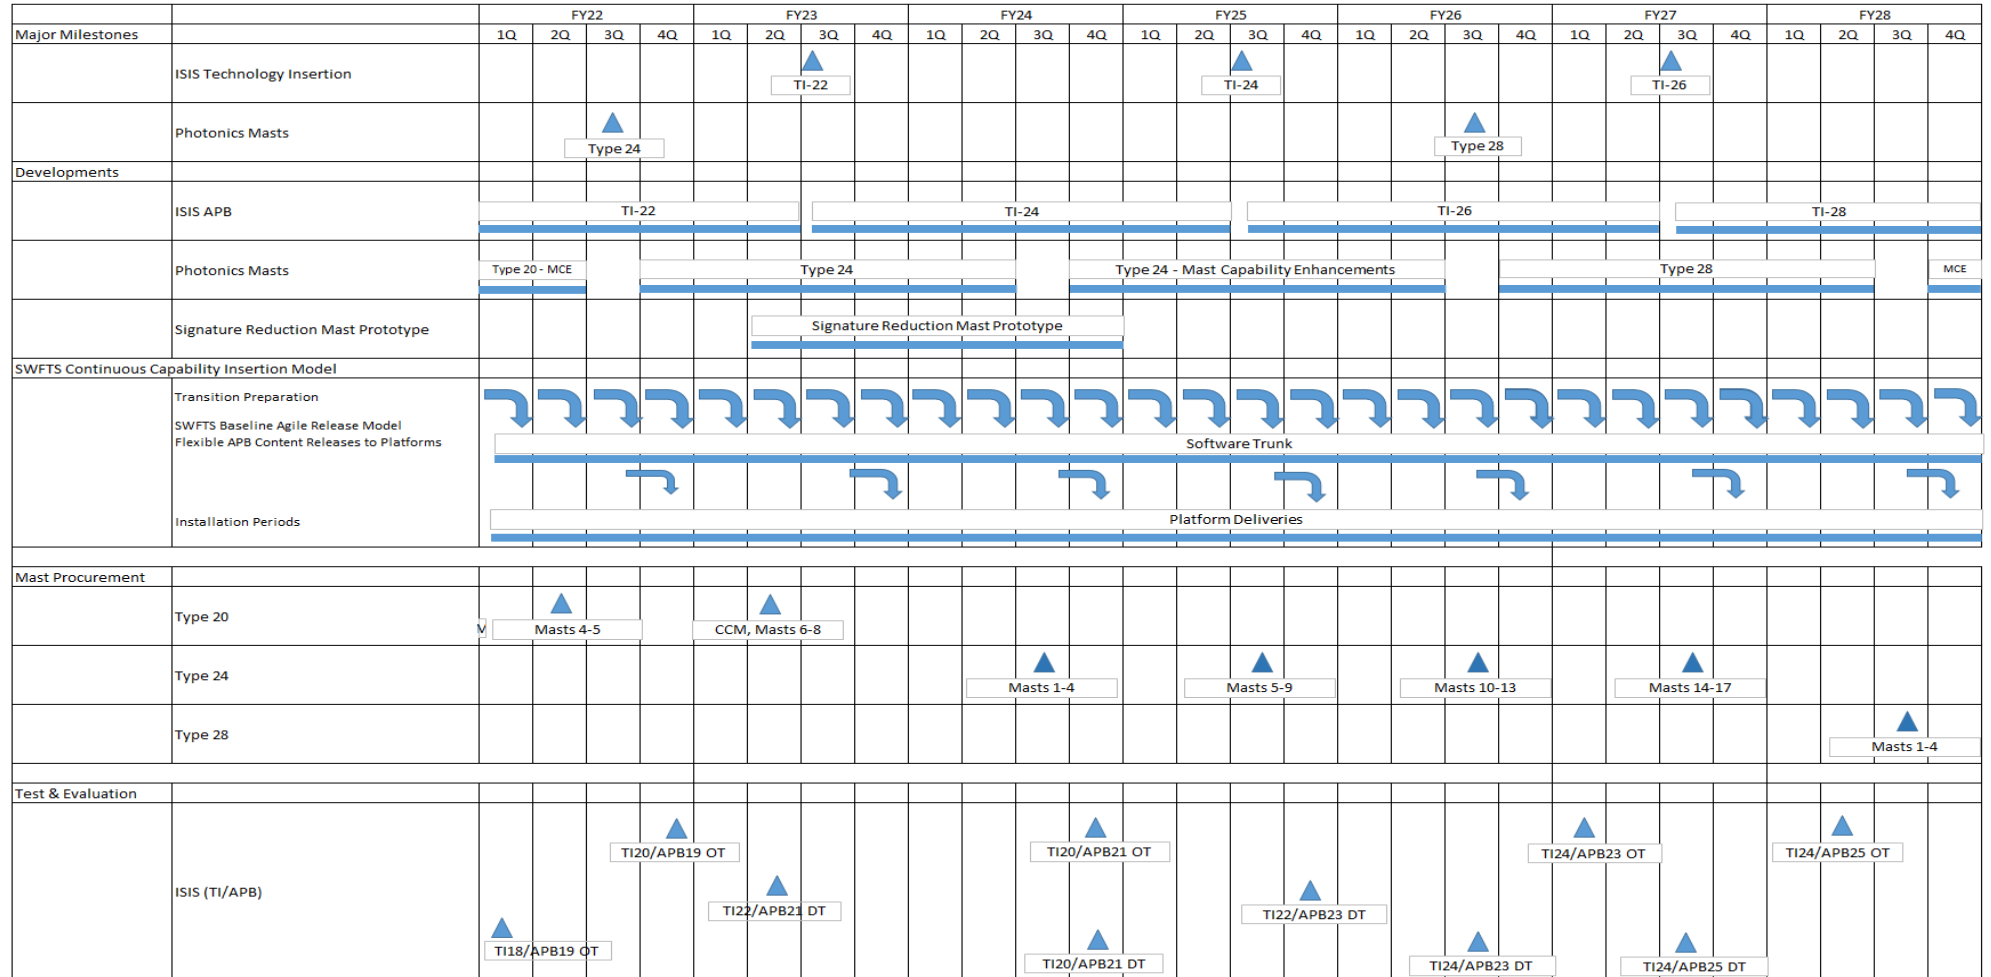 FY22 FY23 FY24 FY25 FY26 FY27 FY28
Major Milestones 1Q 2Q 3Q 4Q 1Q 2Q 3Q 4Q 1Q 2Q 3Q 4Q 1Q 2Q 3Q 4Q 1Q 2Q 3Q 4Q 1Q 2Q 3Q 4Q 1Q 2Q 3Q 4Q
ISIS Technology Insertion
TI-22 TI-24 TI-26
Photonics Masts
Type 24 Type 28
Developments
ISIS APB TI-22 TI-24 TI-26 TI-28
Photonics Masts Type 20 - MCE Type 24 Type 24 - Mast Capability Enhancements Type 28 MCE
Signature Reduction Mast Prototype Signature Reduction Mast Prototype
SWFTS Continuous Capability Insertion Model
Transition Preparation
SWFTS Baseline Agile Release Model
Flexible APB Content Releases to Platforms Software Trunk
Installation Periods Platform Deliveries
Mast Procurement
Type 20
M Masts 4-5 CCM, Masts 6-8
Type 24
Masts 1-4 Masts 5-9 Masts 10-13 Masts 14-17
Type 28
Masts 1-4
Test & Evaluation
TI20/APB19 OT TI20/APB21 OT TI24/APB23 OT TI24/APB25 OT
ISIS (TI/APB)
TI22/APB21 DT TI22/APB23 DT
TI18/APB19 OT TI20/APB21 DT TI24/APB23 DT TI24/APB25 DT